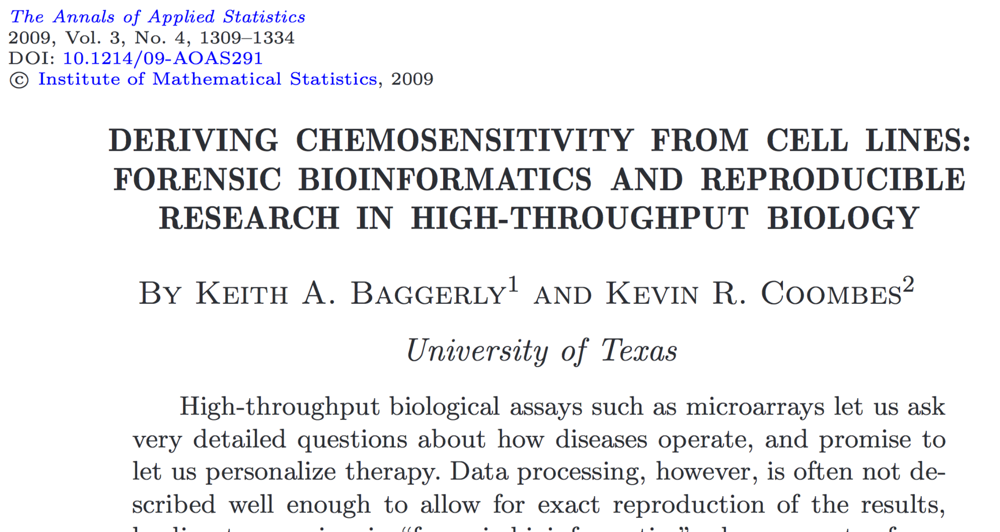 The Annals of Applied Statistics
2009, Vol. 3, No. 4, 1309–1334
DOI: 10.1214/09-AOAS291
© Institute of Mathematical Statistics, 2009
DERIVING CHEMOSENSITIVITY FROM CELL LINES:
FORENSIC BIOINFORMATICS AND REPRODUCIBLE
RESEARCH IN HIGH-THROUGHPUT BIOLOGY
BY KEITH A. BAGGERLY¹ AND KEVIN R. COOMBES²
University of Texas
High-throughput biological assays such as microarrays let us ask
very detailed questions about how diseases operate, and promise to
let us personalize therapy. Data processing, however, is often not de-
scribed well enough to allow for exact reproduction of the results,